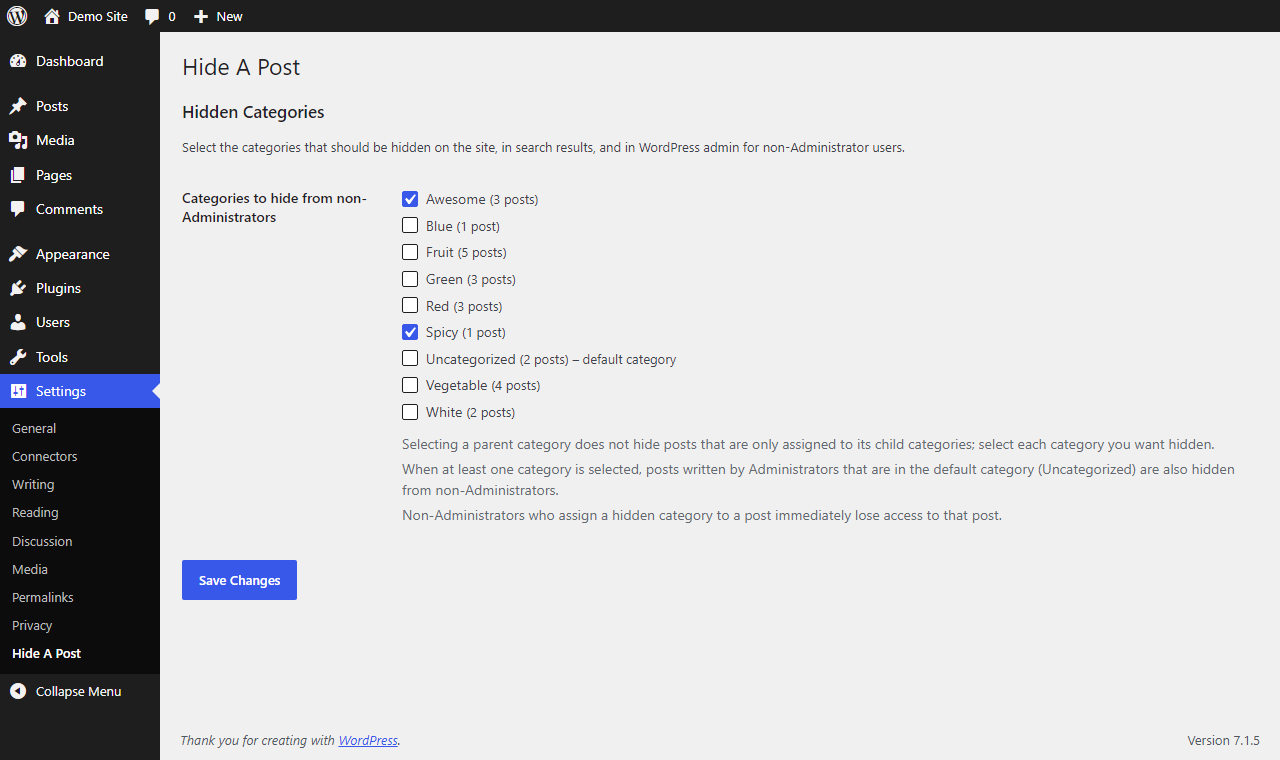 Demo Site 0 New
Dashboard
Posts
Media
Pages
Comments
Appearance
Plugins
Users
Tools
Settings
General
Connectors
Writing
Reading
Discussion
Media
Permalinks
Privacy
Hide A Post
Collapse Menu
Hide A Post
Hidden Categories
Select the categories that should be hidden on the site, in search results, and in WordPress admin for non-Administrator users.
Categories to hide from non-
Administrators
Awesome (3 posts)
Blue (1 post)
Fruit (5 posts)
Green (3 posts)
Red (3 posts)
Spicy (1 post)
Uncategorized (2 posts) – default category
Vegetable (4 posts)
White (2 posts)
Selecting a parent category does not hide posts that are only assigned to its child categories; select each category you want hidden.
When at least one category is selected, posts written by Administrators that are in the default category (Uncategorized) are also hidden
from non-Administrators.
Non-Administrators who assign a hidden category to a post immediately lose access to that post.
Save Changes
Thank you for creating with WordPress.
Version 7.1.5